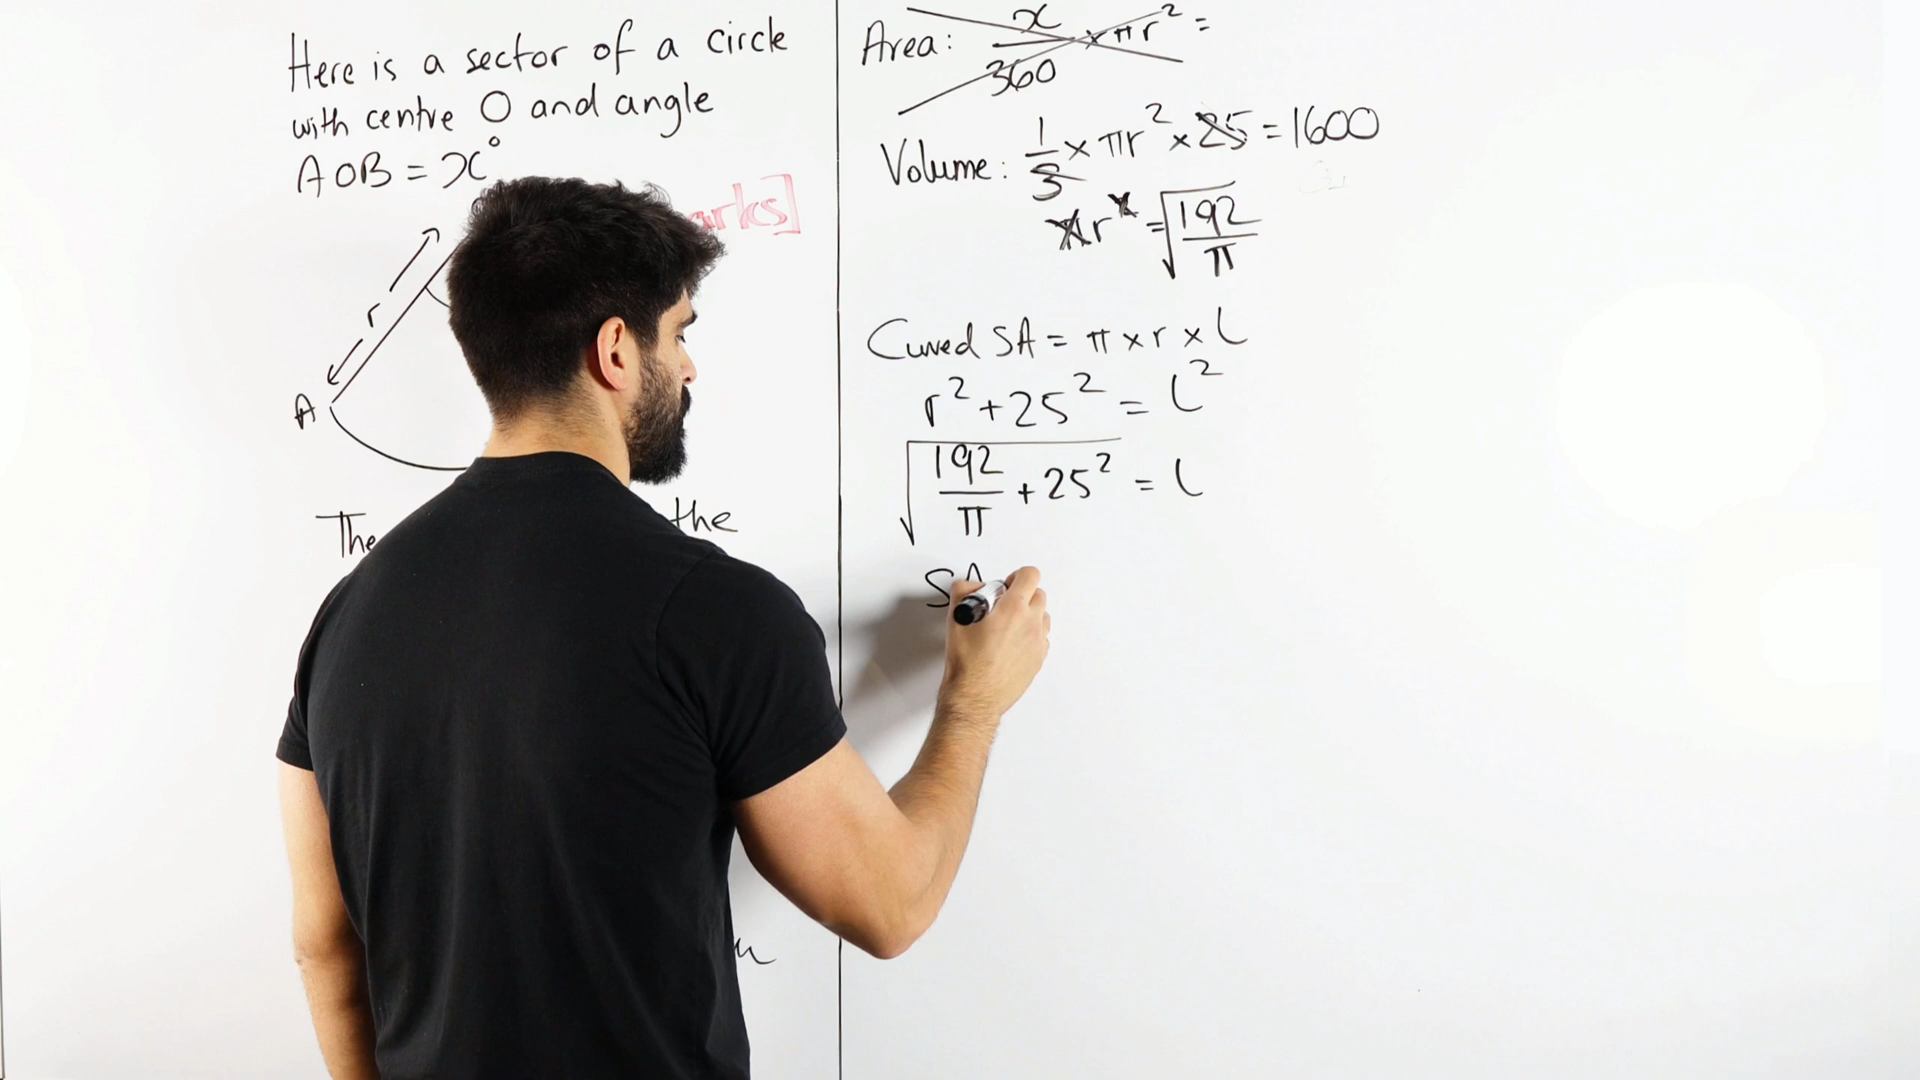 Here is a sector of a circle
with centre O and angle
AOB = x°
arks]
r
A
The
the
Area: x/360 × πr² =
Volume: 1/3 × πr² × 25 = 1600
πr² = √192/π
Curved SA = π × r × l
r² + 25² = l²
√192/π + 25² = l
SA